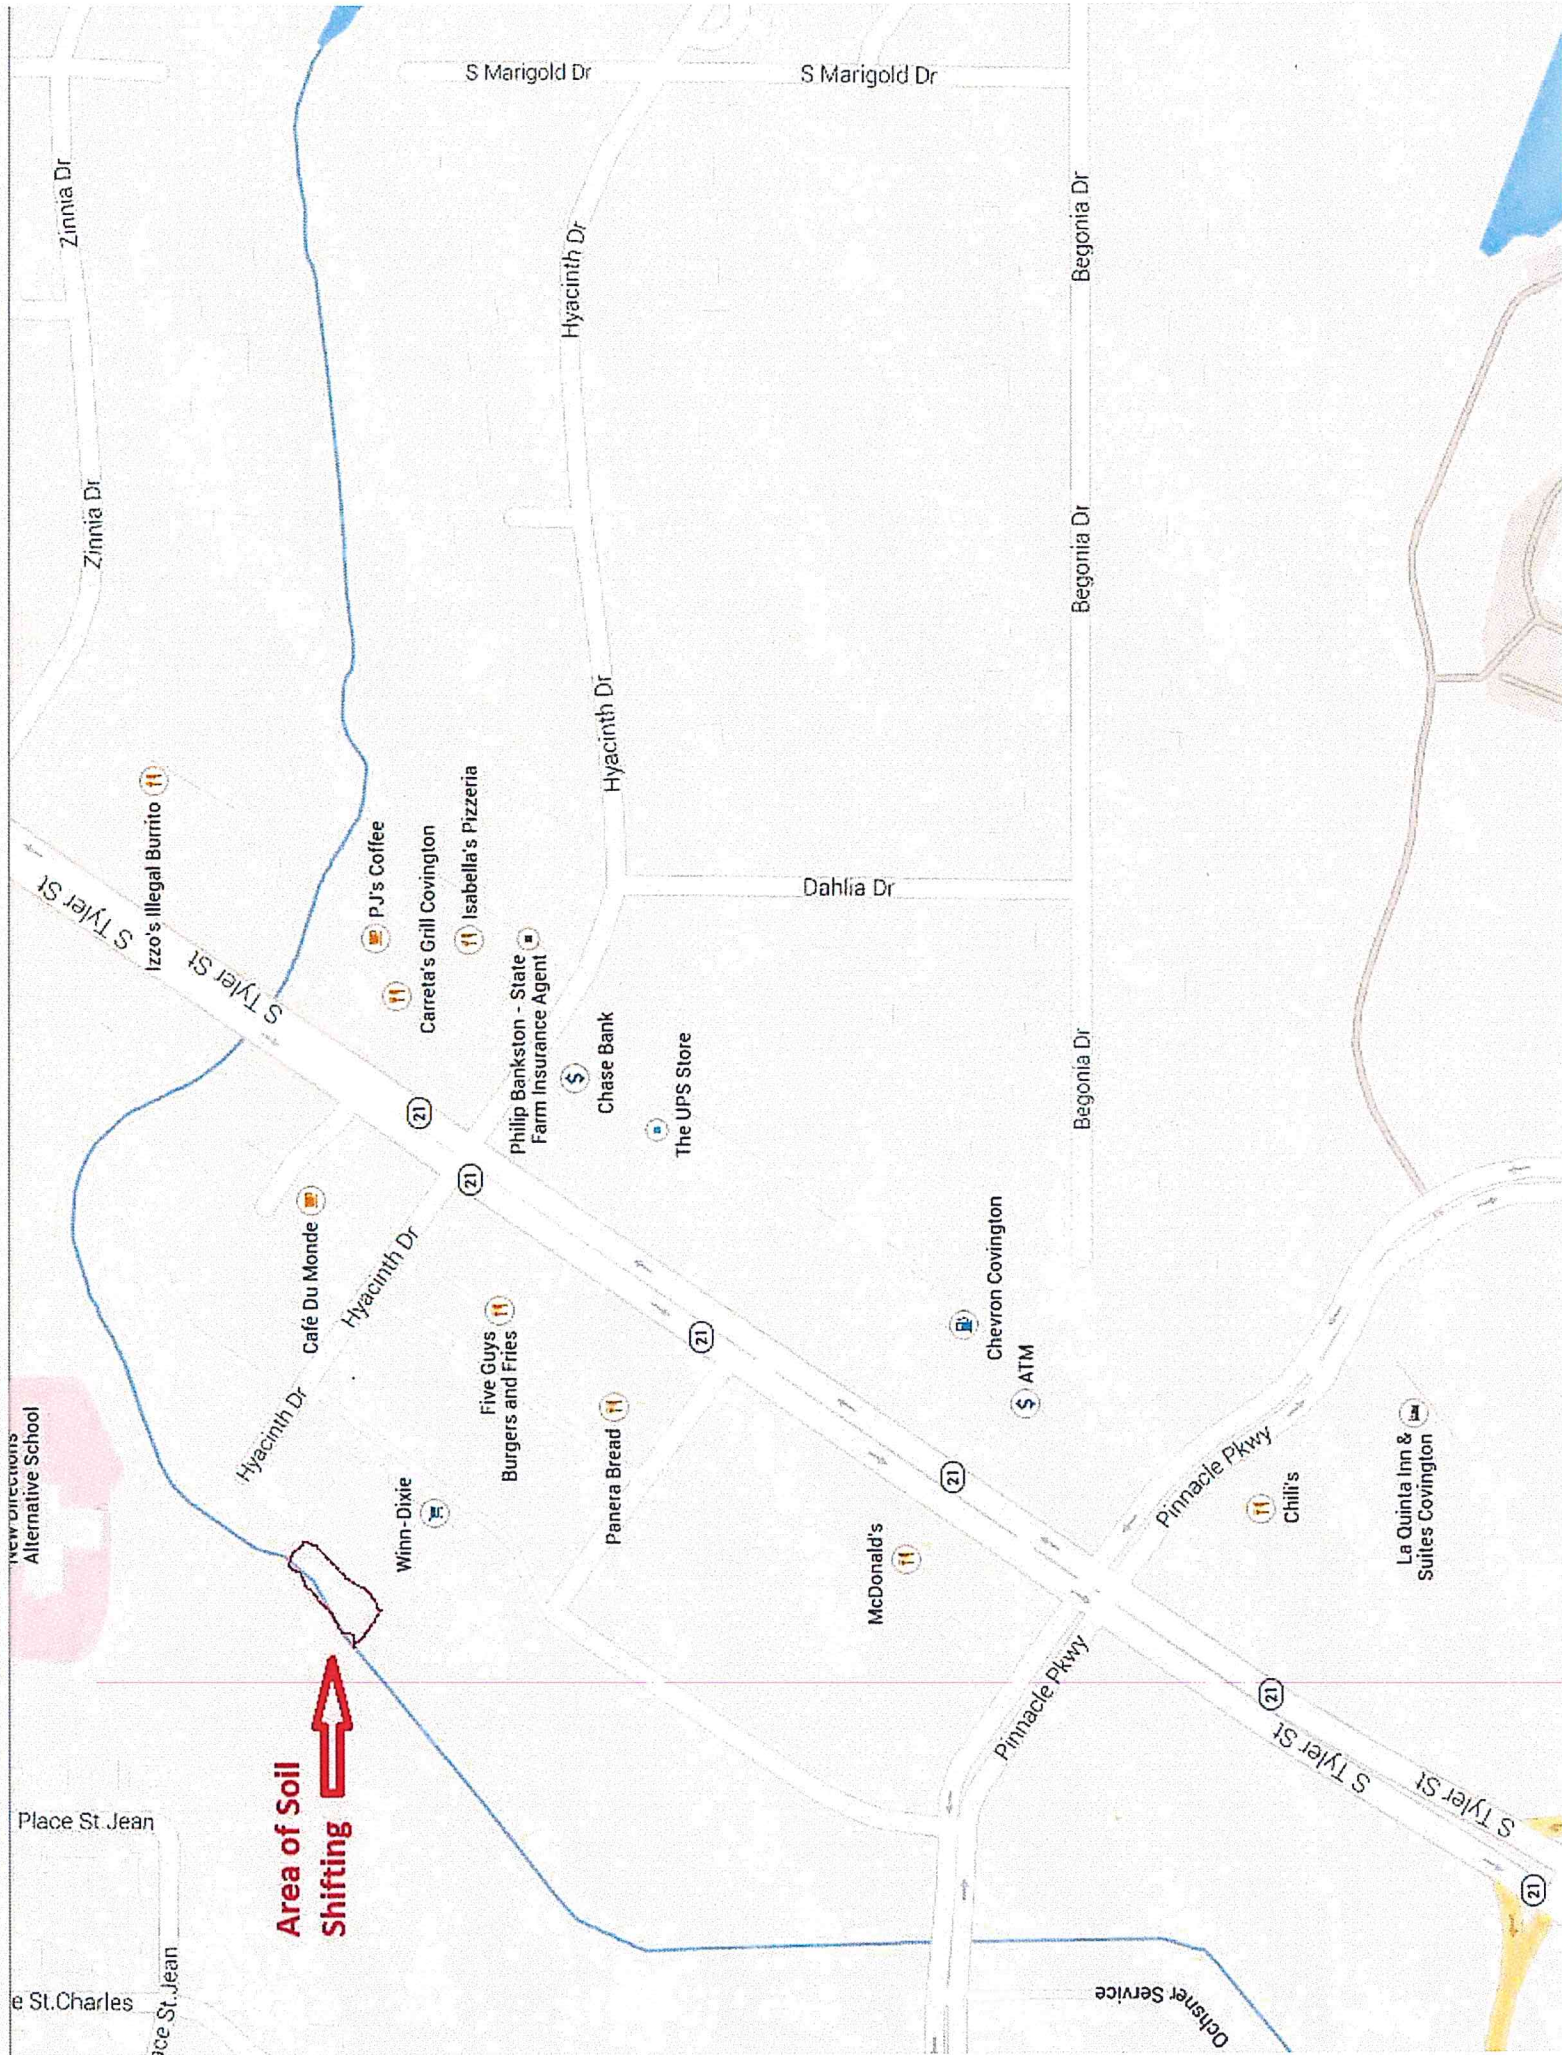 Alternative School
e St.Charles
Place St.Jean
ace St.Jean
Zinnia Dr
Zinnia Dr
S Tyler St
Izzo's Illegal Burrito
S Tyler St
Area of Soil
Shifting
Hyacinth Dr
Café Du Monde
Hyacinth Dr
PJ's Coffee
Winn-Dixie
Carreta's Grill Covington
21
21
Isabella's Pizzeria
S Marigold Dr
Five Guys
Burgers and Fries
Philip Bankston - State
Farm Insurance Agent
Hyacinth Dr
Hyacinth Dr
$
Chase Bank
Panera Bread
The UPS Store
21
S Marigold Dr
Dahlia Dr
McDonald's
21
Chevron Covington
$ ATM
Pinnacle Pkwy
Begonia Dr
Begonia Dr
Begonia Dr
Ochsner Service
Pinnacle Pkwy
Chili's
21
S Tyler St
La Quinta Inn &
Suites Covington
S Tyler St
21